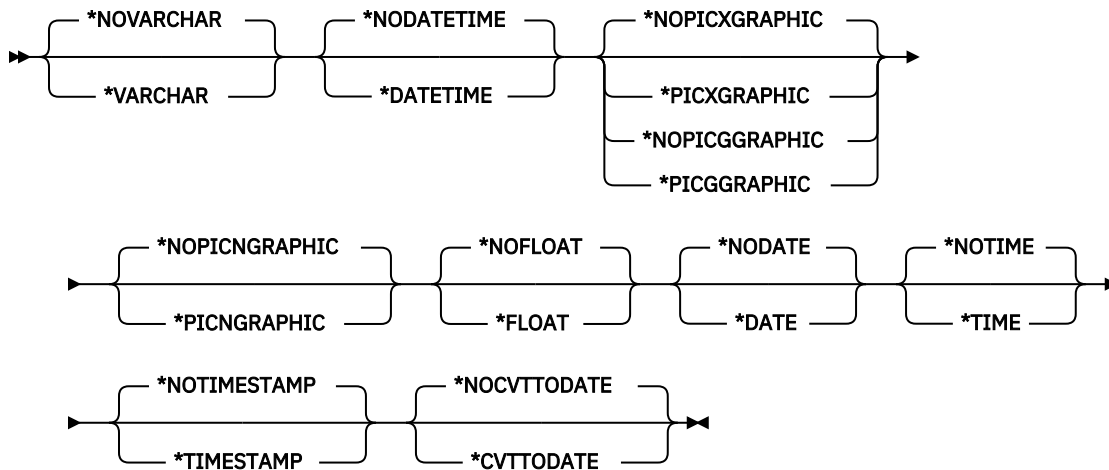 *NOVARCHAR *NODATETIME *NOPICXGRAPHIC
*VARCHAR *DATETIME *PICXGRAPHIC
*NOPICGGRAPHIC
*PICGGRAPHIC
*NOPICNGRAPHIC *NOFLOAT *NODATE *NOTIME
*PICNGRAPHIC *FLOAT *DATE *TIME
*NOTIMESTAMP *NOCVTTODATE
*TIMESTAMP *CVTTODATE